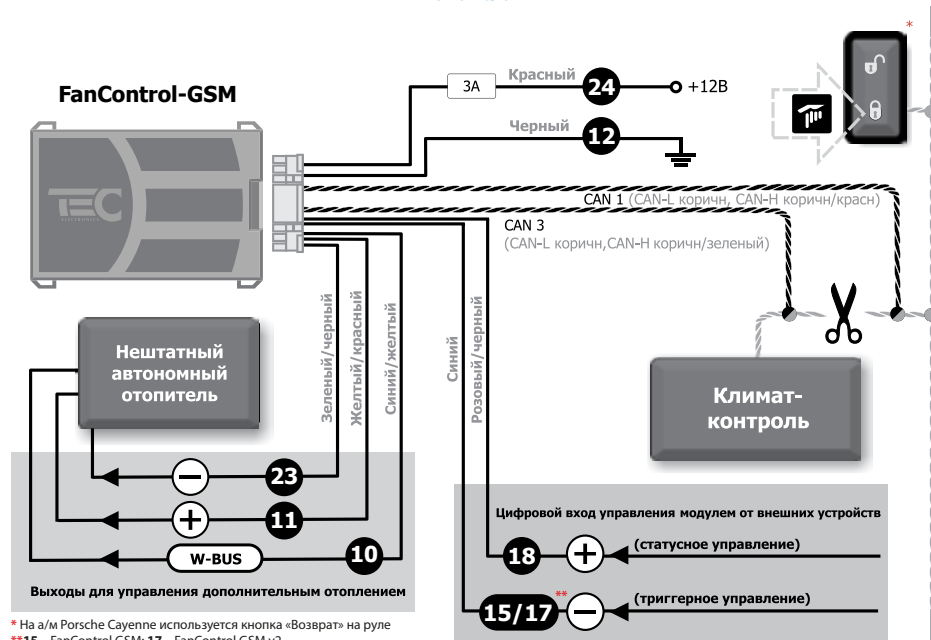 *
FanControl-GSM
3А
Красный
24
+12В
Черный
12
TEC
ELECTRONICS
CAN 1 (CAN-L коричн, CAN-H коричн/красн)
CAN 3
(CAN-L коричн,CAN-H коричн/зеленый)
Зеленый/черный
Желтый/красный
Синий/желтый
Синий
Розовый/черный
Нештатный
автономный
отопитель
Климат-
контроль
23
11
W-BUS
10
Выходы для управления дополнительным отоплением
Цифровой вход управления модулем от внешних устройств
18
(статусное управление)
15/17
**
(триггерное управление)
* На а/м Porsche Cayenne используется кнопка «Возврат» на руле
**15 – FanControl GSM; 17 – FanControl GSM v2